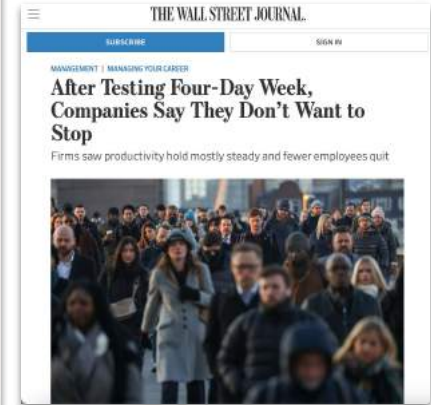 THE WALL STREET JOURNAL.
SUBSCRIBE
SIGN IN
MANAGEMENT | MANAGING YOUR CAREER
After Testing Four-Day Week,
Companies Say They Don't Want to
Stop
Firms saw productivity hold mostly steady and fewer employees quit